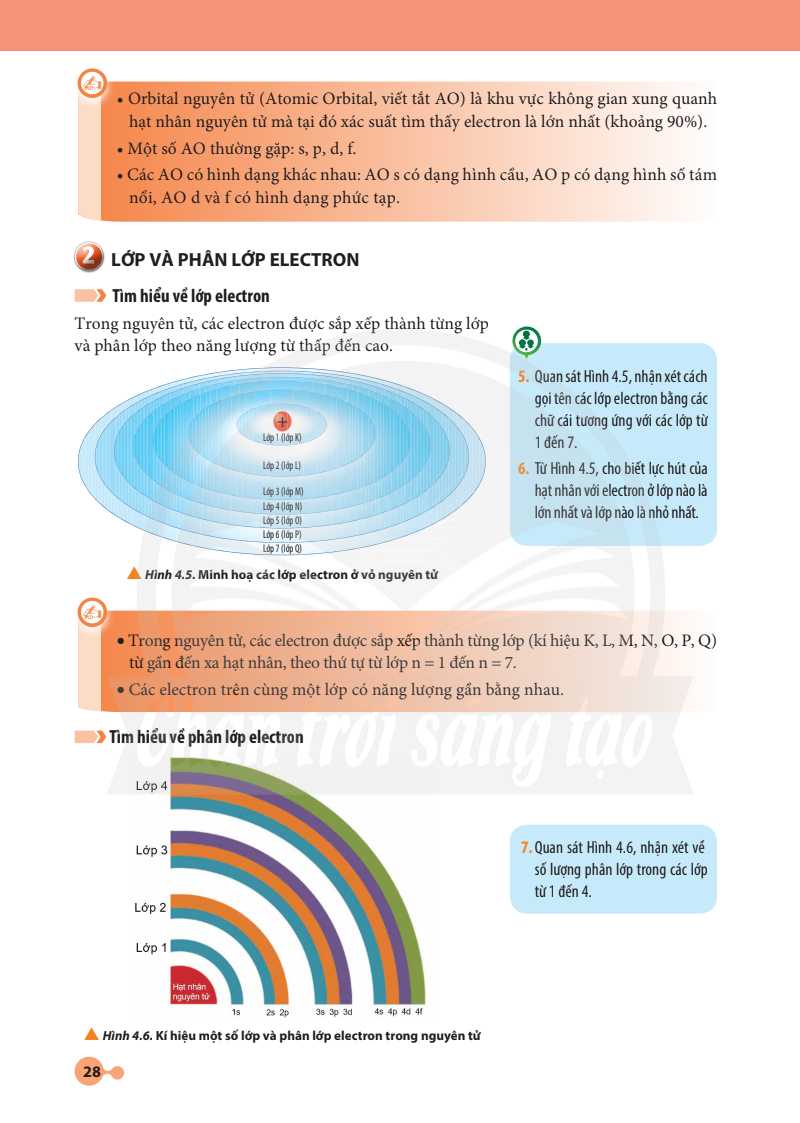 • Orbital nguyên tử (Atomic Orbital, viết tắt AO) là khu vực không gian xung quanh
hạt nhân nguyên tử mà tại đó xác suất tìm thấy electron là lớn nhất (khoảng 90%).
• Một số AO thường gặp: s, p, d, f.
• Các AO có hình dạng khác nhau: AO s có dạng hình cầu, AO p có dạng hình số tám
nổi, AO d và f có hình dạng phức tạp.
2 LỚP VÀ PHÂN LỚP ELECTRON
Tìm hiểu về lớp electron
Trong nguyên tử, các electron được sắp xếp thành từng lớp
và phân lớp theo năng lượng từ thấp đến cao.
+
Lớp 1 (lớp K)
Lớp 2 (lớp L)
Lớp 3 (lớp M)
Lớp 4 (lớp N)
Lớp 5 (lớp O)
Lớp 6 (lớp P)
Lớp 7 (lớp Q)
Hình 4.5. Minh hoạ các lớp electron ở vỏ nguyên tử
5. Quan sát Hình 4.5, nhận xét cách
gọi tên các lớp electron bằng các
chữ cái tương ứng với các lớp từ
1 đến 7.
6. Từ Hình 4.5, cho biết lực hút của
hạt nhân với electron ở lớp nào là
lớn nhất và lớp nào là nhỏ nhất.
• Trong nguyên tử, các electron được sắp xếp thành từng lớp (kí hiệu K, L, M, N, O, P, Q)
từ gần đến xa hạt nhân, theo thứ tự từ lớp n = 1 đến n = 7.
• Các electron trên cùng một lớp có năng lượng gần bằng nhau.
Chân trời sáng tạo
Tìm hiểu về phân lớp electron
Lớp 4
Lớp 3
Lớp 2
Lớp 1
Hạt nhân
nguyên tử
1s 2s 2p 3s 3p 3d 4s 4p 4d 4f
Hình 4.6. Kí hiệu một số lớp và phân lớp electron trong nguyên tử
7. Quan sát Hình 4.6, nhận xét về
số lượng phân lớp trong các lớp
từ 1 đến 4.
28